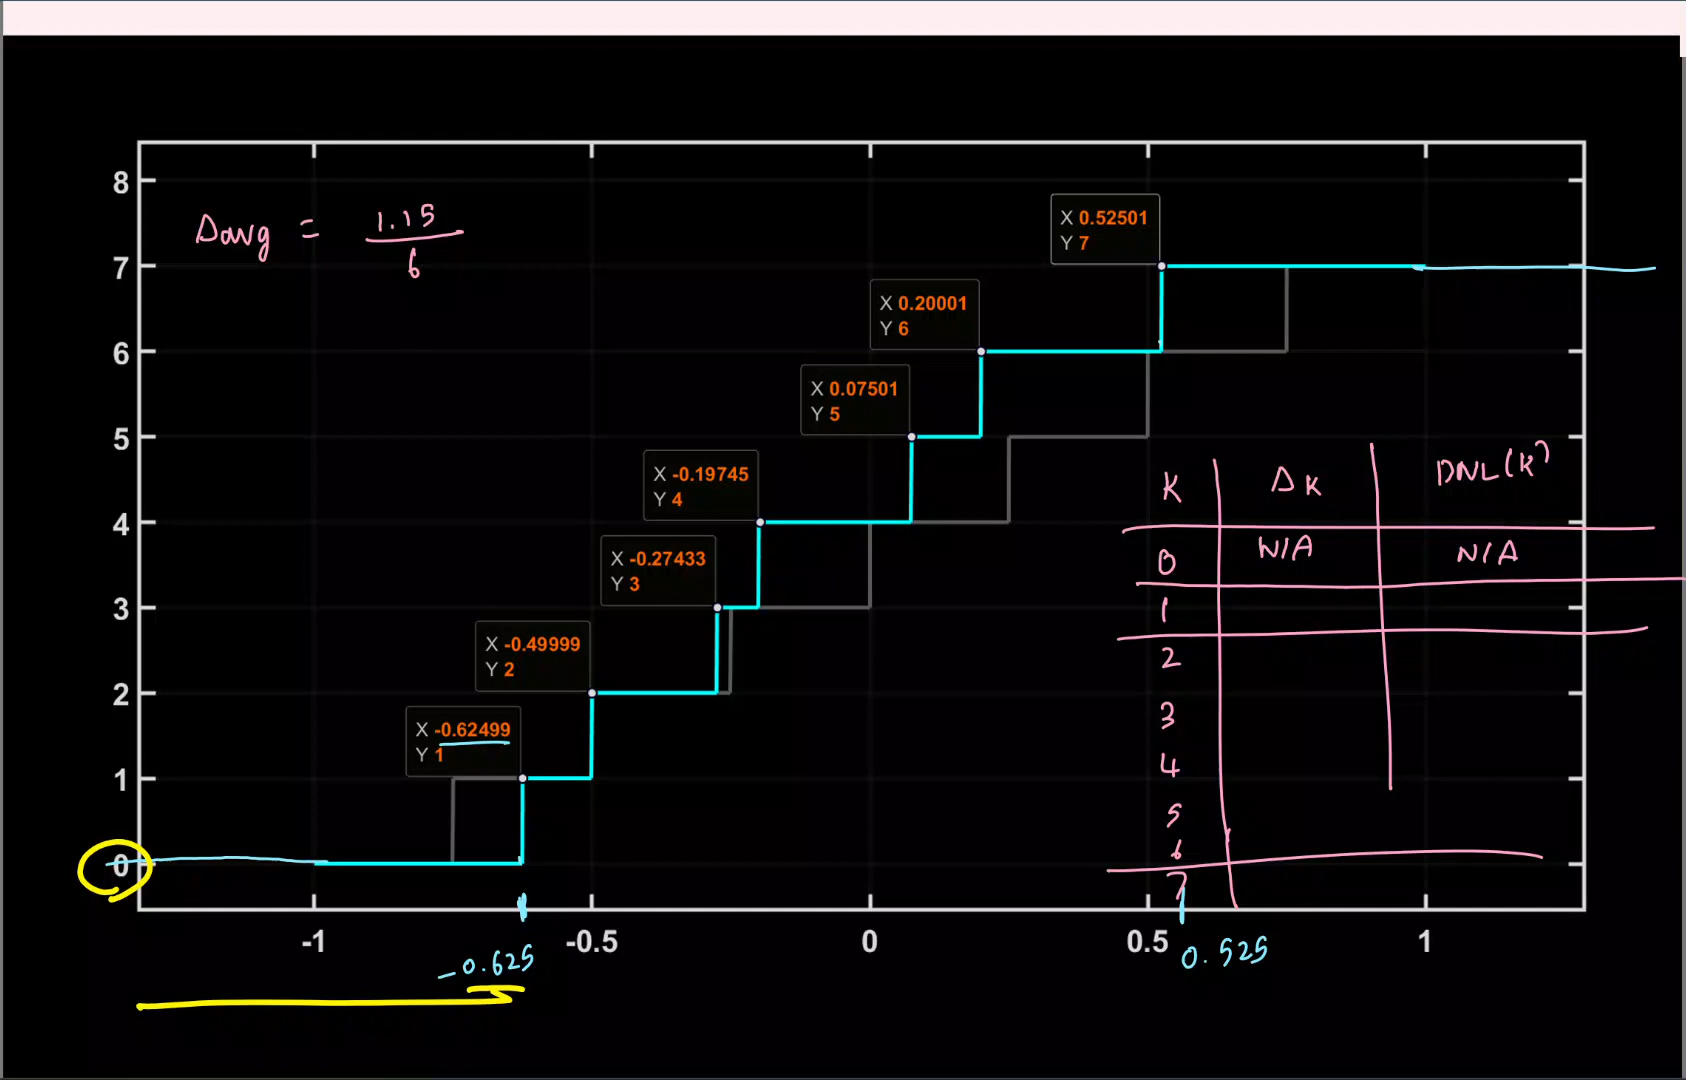 8
Δavg = 1.15
6
X 0.52501
Y 7
7
X 0.20001
Y 6
6
X 0.07501
Y 5
5
X -0.19745
Y 4
4
X -0.27433
Y 3
3
X -0.49999
Y 2
2
X -0.62499
Y 1
1
0
-1 -0.5 0 0.5 1
-0.625
0.525
K ΔK DNL(K)
0 N/A N/A
1
2
3
4
5
6
7